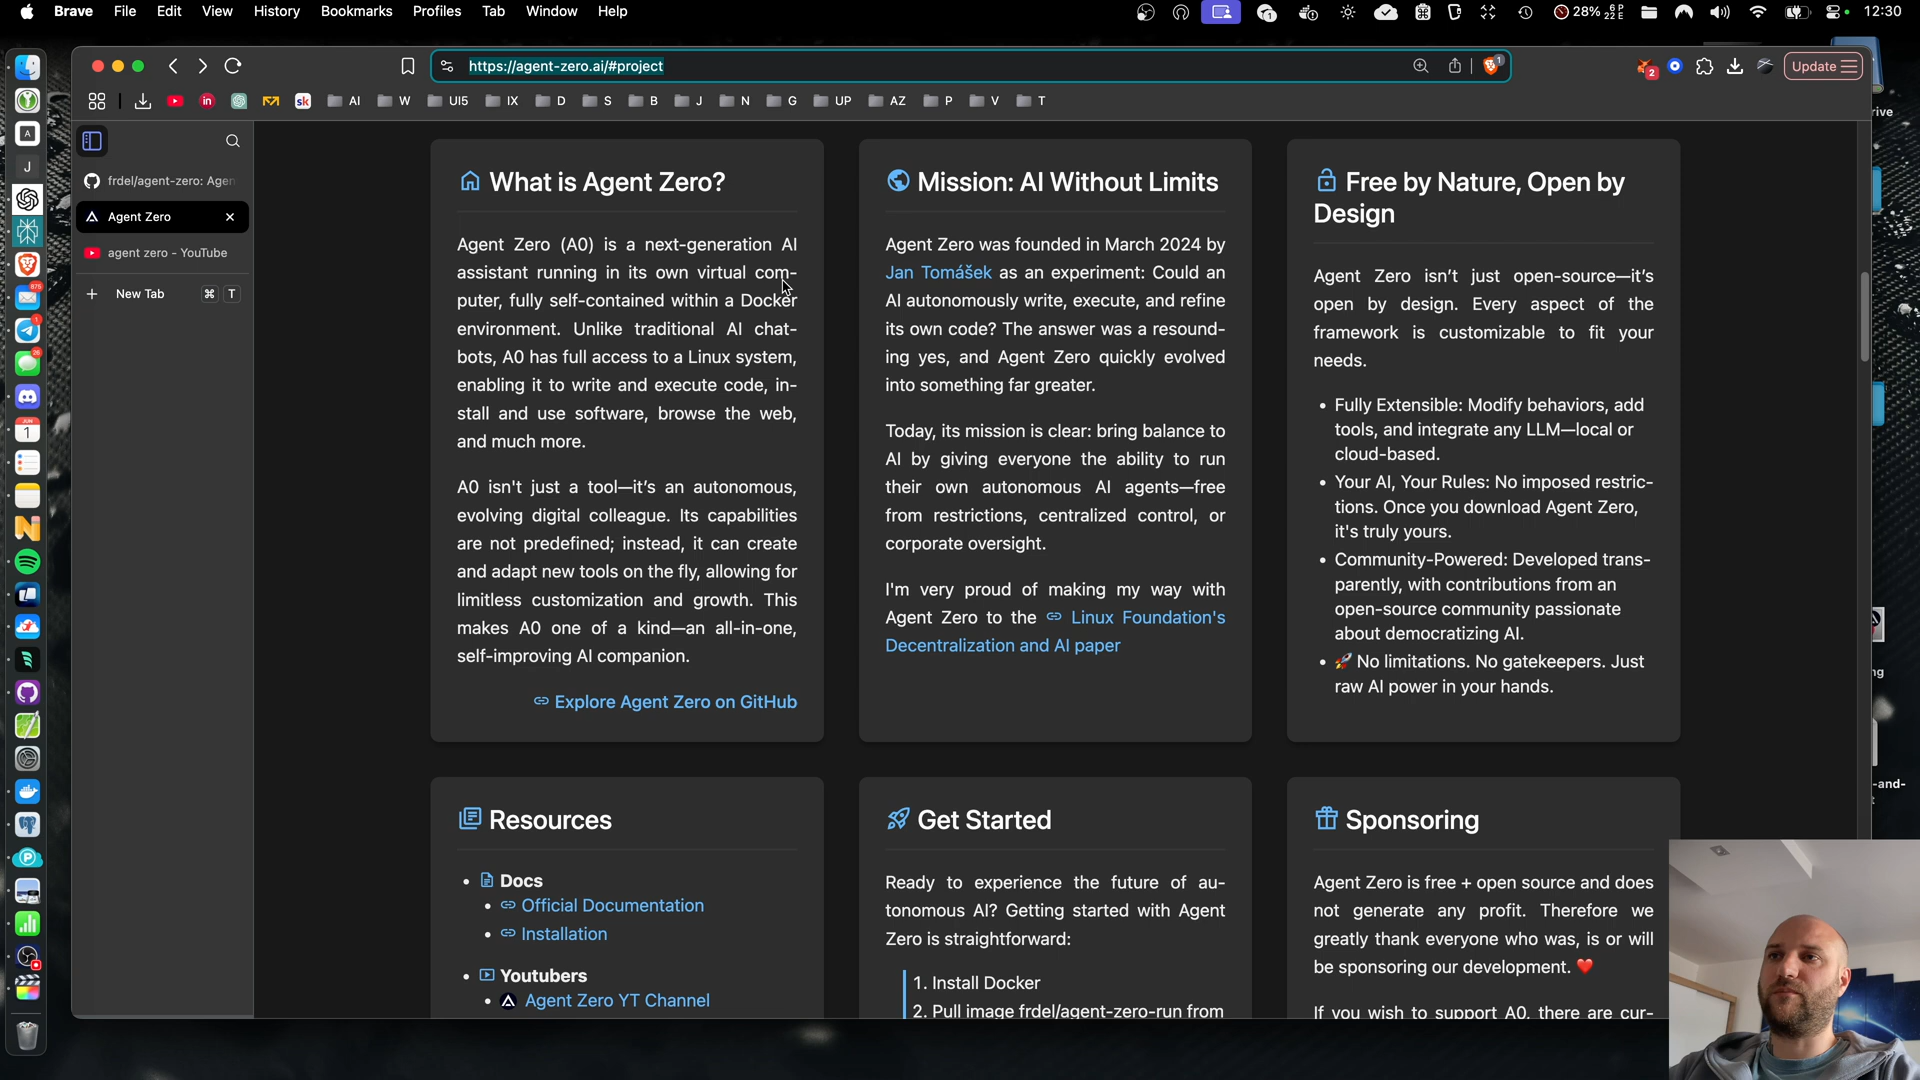 Brave File Edit View History Bookmarks Profiles Tab Window Help
28% 6 P 22 E 12:30
https://agent-zero.ai/#project
1
2
Update
sk AI W UI5 IX D S B J N G UP AZ P V T
frdel/agent-zero: Agen
Agent Zero
agent zero - YouTube
New Tab ⌘ T
What is Agent Zero?
Agent Zero (A0) is a next-generation AI
assistant running in its own virtual com-
puter, fully self-contained within a Docker
environment. Unlike traditional AI chat-
bots, A0 has full access to a Linux system,
enabling it to write and execute code, in-
stall and use software, browse the web,
and much more.
A0 isn't just a tool—it's an autonomous,
evolving digital colleague. Its capabilities
are not predefined; instead, it can create
and adapt new tools on the fly, allowing for
limitless customization and growth. This
makes A0 one of a kind—an all-in-one,
self-improving AI companion.
Explore Agent Zero on GitHub
Mission: AI Without Limits
Agent Zero was founded in March 2024 by
Jan Tomášek as an experiment: Could an
AI autonomously write, execute, and refine
its own code? The answer was a resound-
ing yes, and Agent Zero quickly evolved
into something far greater.
Today, its mission is clear: bring balance to
AI by giving everyone the ability to run
their own autonomous AI agents—free
from restrictions, centralized control, or
corporate oversight.
I'm very proud of making my way with
Agent Zero to the Linux Foundation's
Decentralization and AI paper
Free by Nature, Open by
Design
Agent Zero isn't just open-source—it's
open by design. Every aspect of the
framework is customizable to fit your
needs.
• Fully Extensible: Modify behaviors, add
tools, and integrate any LLM—local or
cloud-based.
• Your AI, Your Rules: No imposed restric-
tions. Once you download Agent Zero,
it's truly yours.
• Community-Powered: Developed trans-
parently, with contributions from an
open-source community passionate
about democratizing AI.
• 🚀 No limitations. No gatekeepers. Just
raw AI power in your hands.
Resources
• Docs
• Official Documentation
• Installation
• Youtubers
• Agent Zero YT Channel
Get Started
Ready to experience the future of au-
tonomous AI? Getting started with Agent
Zero is straightforward:
1. Install Docker
2. Pull image frdel/agent-zero-run from
Sponsoring
Agent Zero is free + open source and does
not generate any profit. Therefore we
greatly thank everyone who was, is or will
be sponsoring our development. ❤️
If you wish to support A0, there are cur-
rive
ng
-and-